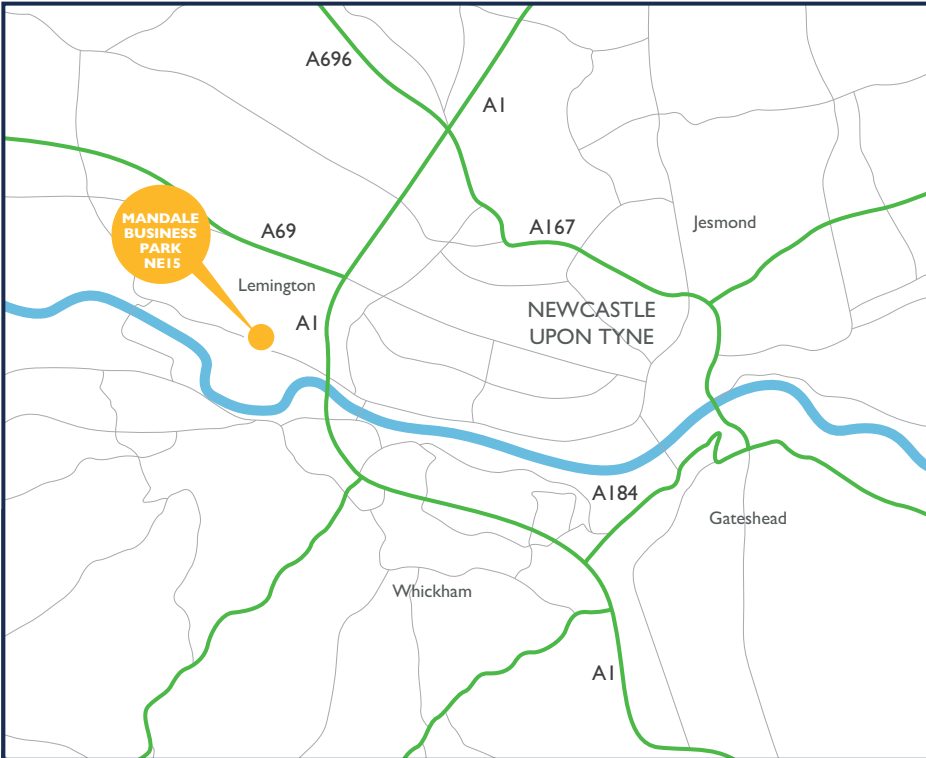 A696
A1
MANDALE
BUSINESS
PARK
NE15
A69
A167
Jesmond
Lemington
A1
NEWCASTLE
UPON TYNE
A184
Gateshead
Whickham
A1